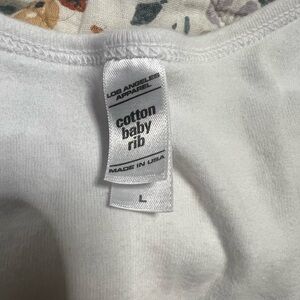 LOS ANGELES
APPAREL
cotton
baby
rib
MADE IN USA
L